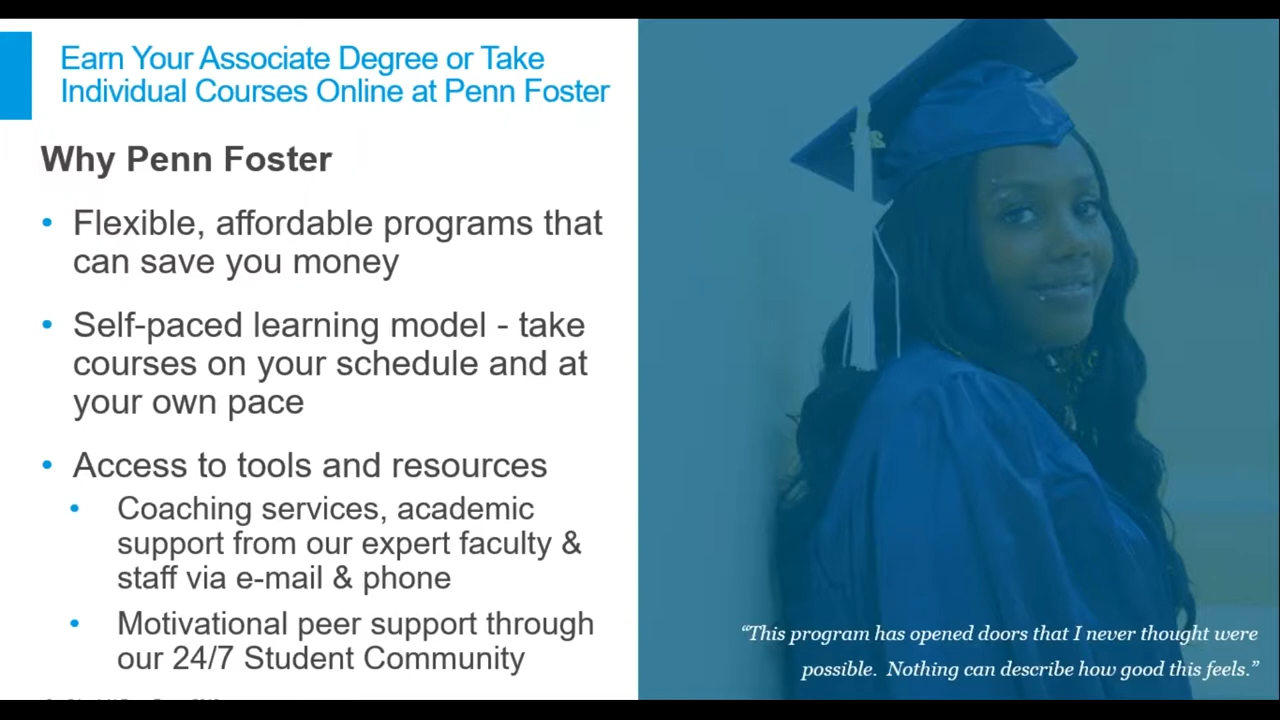 Earn Your Associate Degree or Take
Individual Courses Online at Penn Foster
Why Penn Foster
• Flexible, affordable programs that
can save you money
• Self-paced learning model - take
courses on your schedule and at
your own pace
• Access to tools and resources
• Coaching services, academic
support from our expert faculty &
staff via e-mail & phone
• Motivational peer support through
our 24/7 Student Community
“This program has opened doors that I never thought were
possible. Nothing can describe how good this feels.”